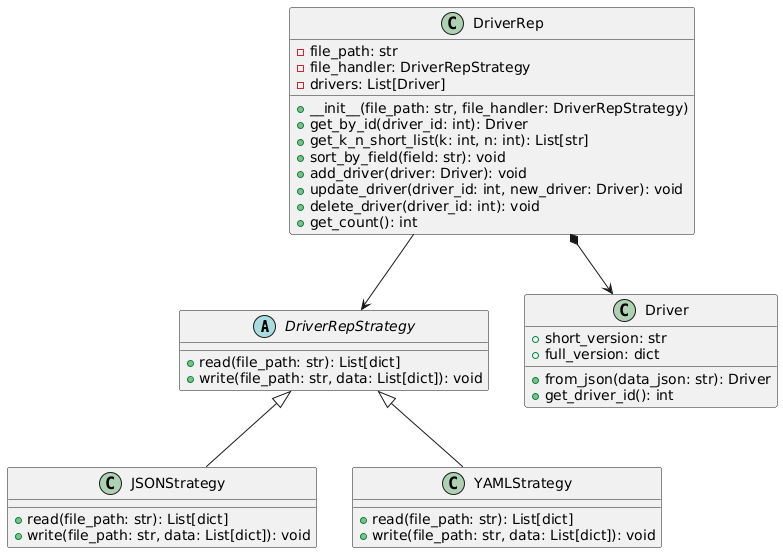 C DriverRep
file_path: str
file_handler: DriverRepStrategy
drivers: List[Driver]
__init__(file_path: str, file_handler: DriverRepStrategy)
get_by_id(driver_id: int): Driver
get_k_n_short_list(k: int, n: int): List[str]
sort_by_field(field: str): void
add_driver(driver: Driver): void
update_driver(driver_id: int, new_driver: Driver): void
delete_driver(driver_id: int): void
get_count(): int
A DriverRepStrategy
read(file_path: str): List[dict]
write(file_path: str, data: List[dict]): void
C Driver
short_version: str
full_version: dict
from_json(data_json: str): Driver
get_driver_id(): int
C JSONStrategy
read(file_path: str): List[dict]
write(file_path: str, data: List[dict]): void
C YAMLStrategy
read(file_path: str): List[dict]
write(file_path: str, data: List[dict]): void